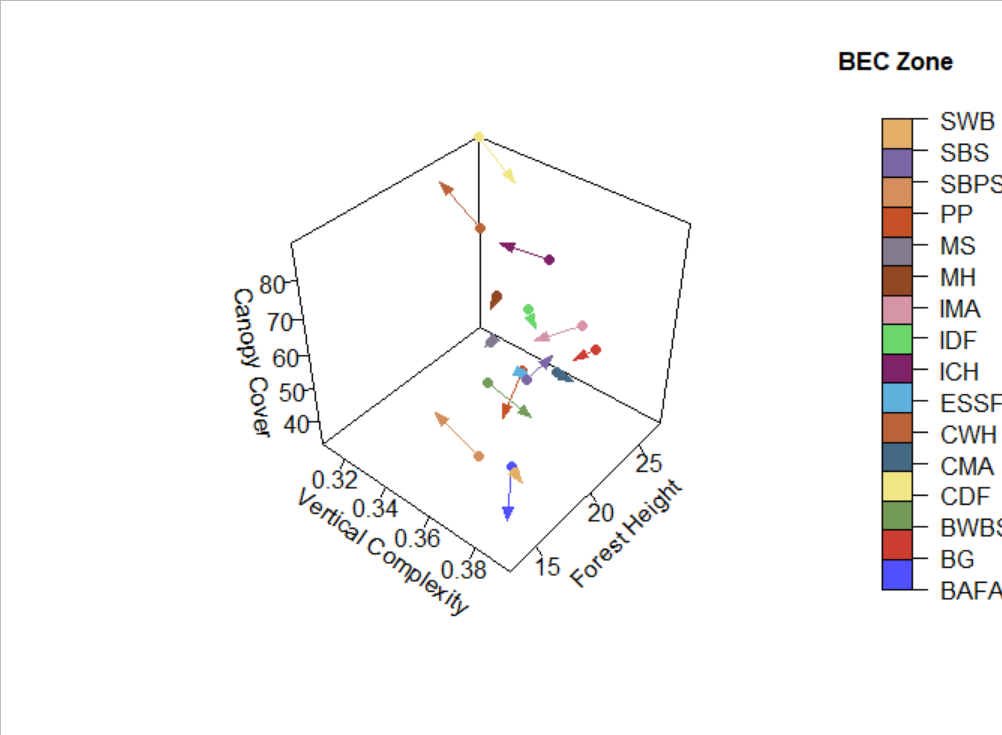 BEC Zone
SWB
SBS
SBPS
PP
MS
MH
IMA
IDF
ICH
ESSF
CWH
CMA
CDF
BWBS
BG
BAFA
80
70
60
50
40
Canopy Cover
0.32
0.34
0.36
0.38
Vertical Complexity
15
20
25
Forest Height